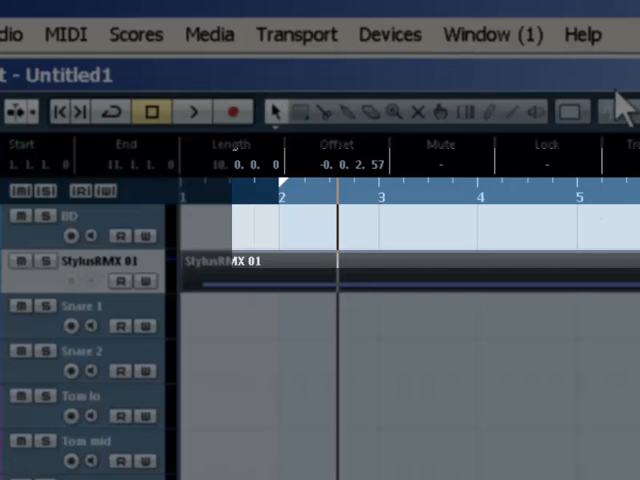 dio MIDI Scores Media Transport Devices Window (1) Help
t - Untitled1
Start End Length Offset Mute Lock Tra
1. 1. 1. 0 11. 1. 1. 0 10. 0. 0. 0 -0. 0. 2. 57 - -
M S R W
1 2 3 4 5
m S BD
R W
m S StylusRMX 01 StylusRMX 01
R W
m S Snare 1
R W
m S Snare 2
R W
m S Tom lo
R W
m S Tom mid
R W